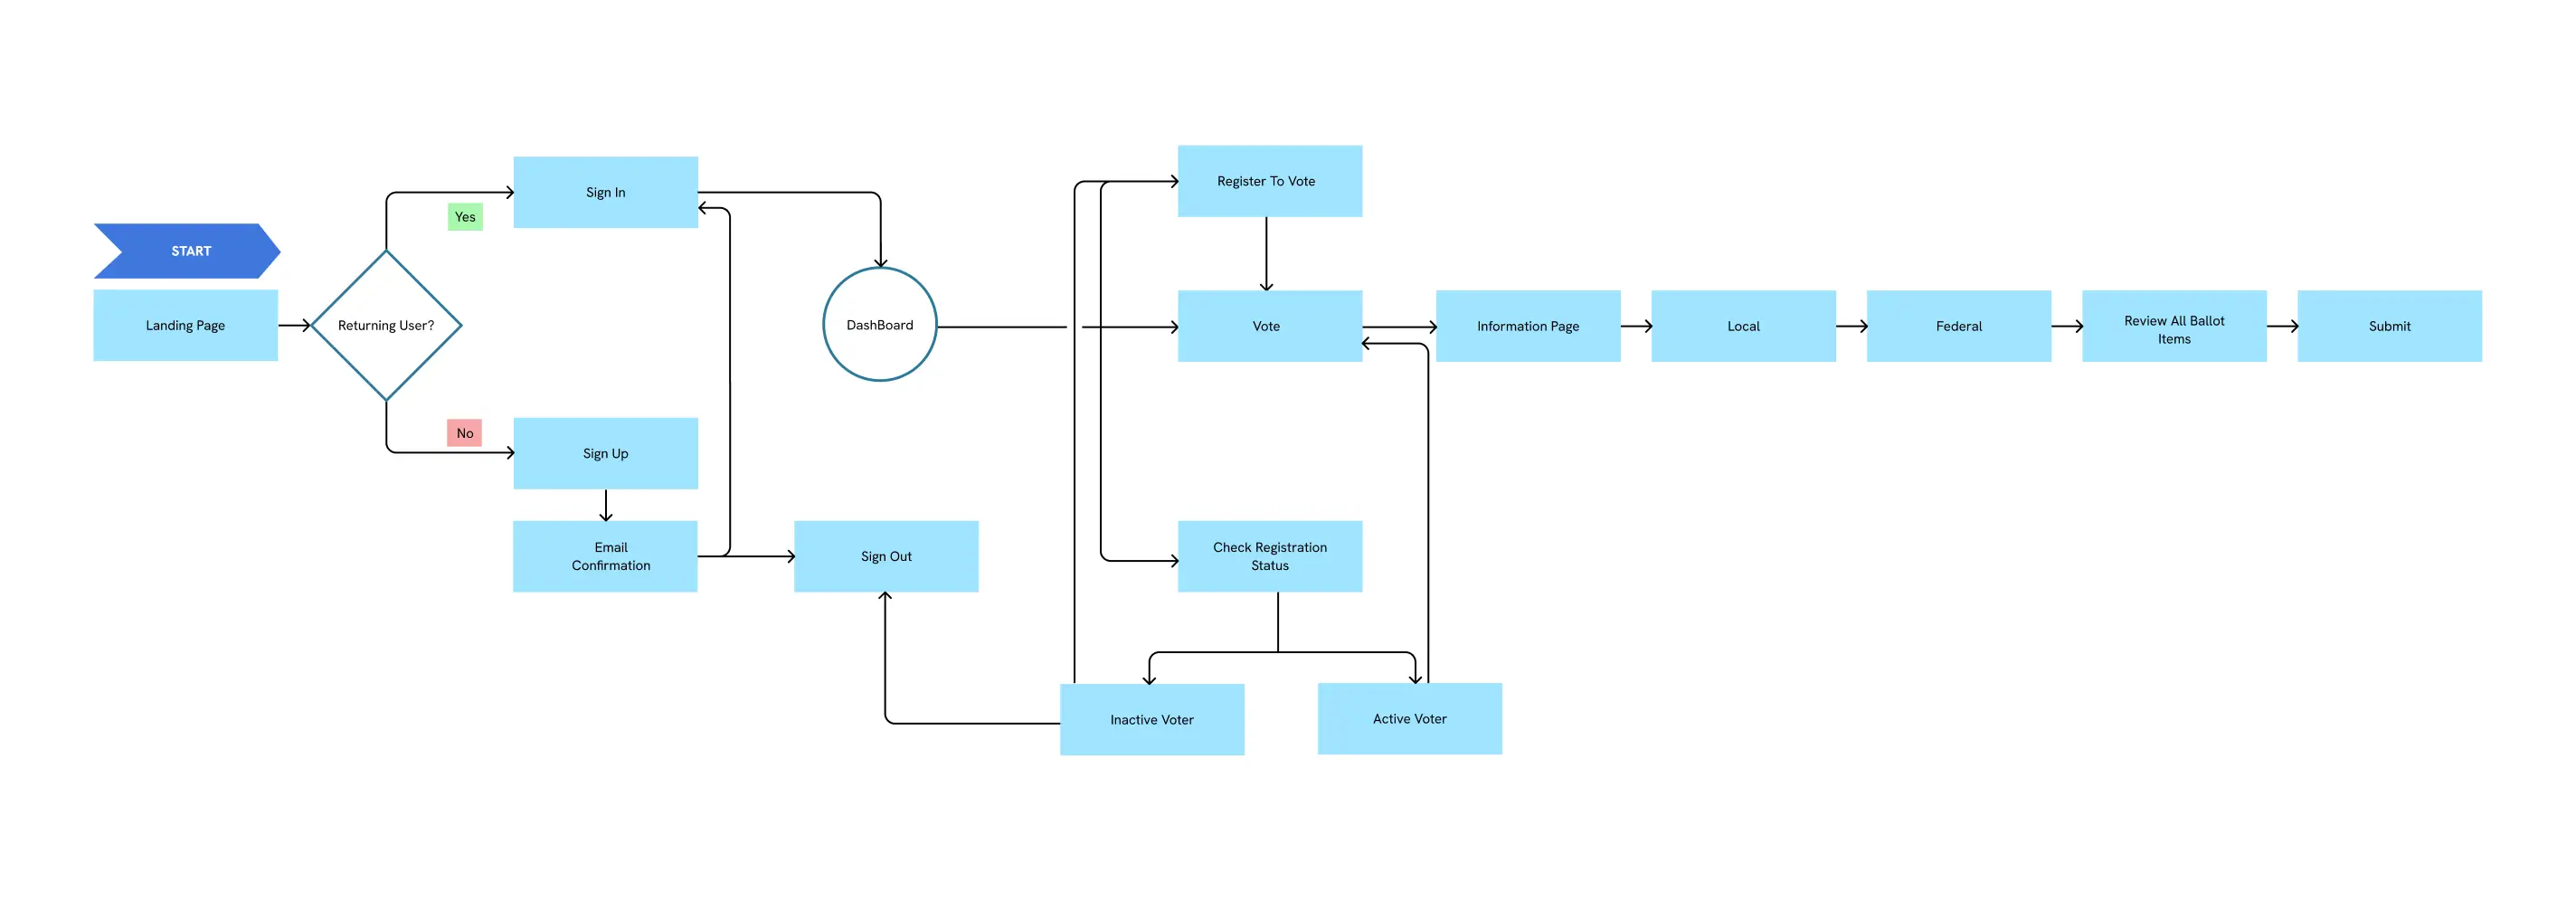 START
Landing Page
Returning User?
Yes
No
Sign In
Sign Up
Email
Confirmation
Sign Out
DashBoard
Register To Vote
Vote
Check Registration
Status
Inactive Voter
Active Voter
Information Page
Local
Federal
Review All Ballot
Items
Submit